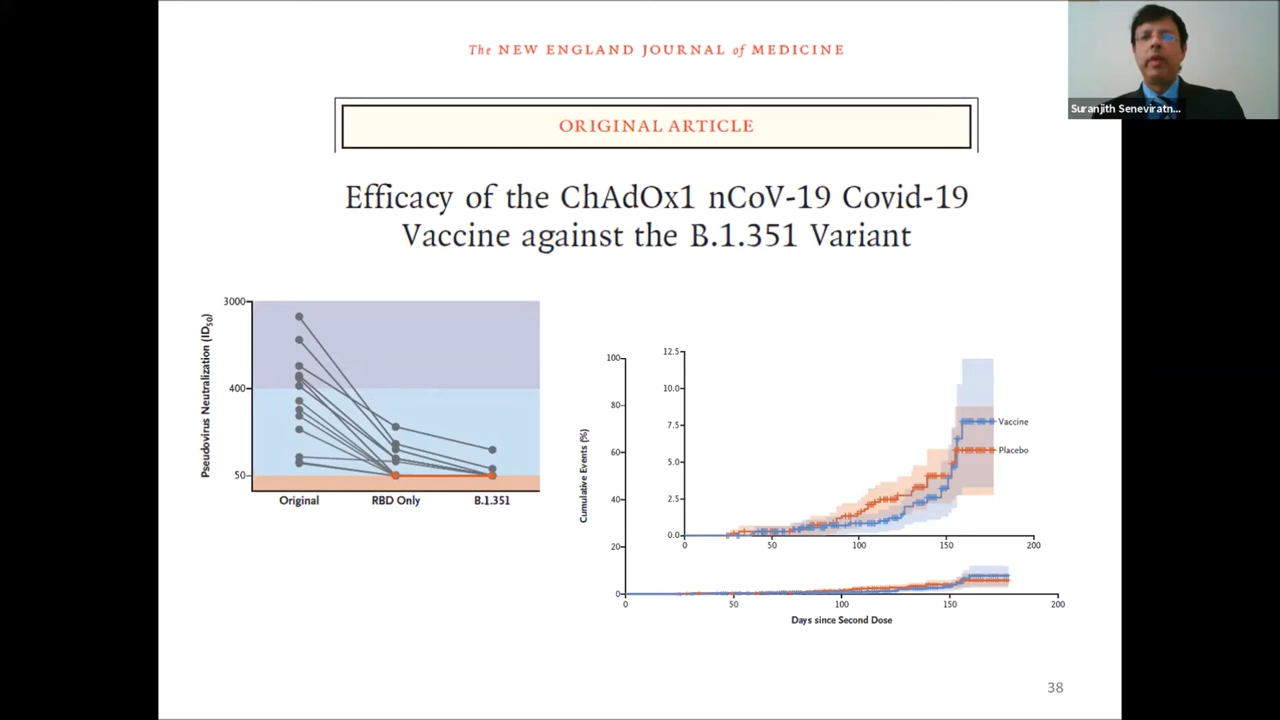 The NEW ENGLAND JOURNAL of MEDICINE
Suranjith Seneviratn...
ORIGINAL ARTICLE
Efficacy of the ChAdOx1 nCoV-19 Covid-19
Vaccine against the B.1.351 Variant
Pseudovirus Neutralization (ID50)
3000
400
50
Original RBD Only B.1.351
Cumulative Events (%)
100
80
60
40
20
0
12.5
10.0
7.5
5.0
2.5
0.0
Vaccine
Placebo
0 50 100 150 200
0 50 100 150 200
Days since Second Dose
38